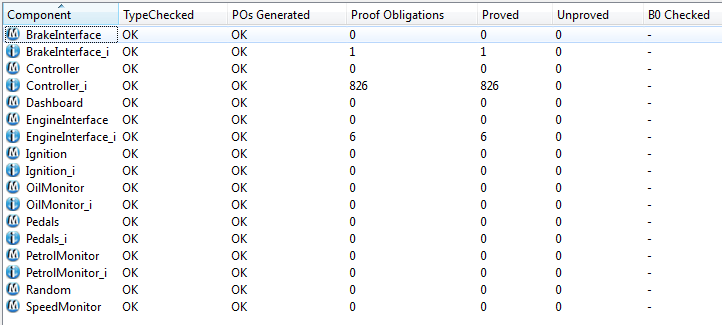 Component TypeChecked POs Generated Proof Obligations Proved Unproved B0 Checked
M BrakeInterface OK OK 0 0 0 -
i BrakeInterface_i OK OK 1 1 0 -
M Controller OK OK 0 0 0 -
i Controller_i OK OK 826 826 0 -
M Dashboard OK OK 0 0 0 -
M EngineInterface OK OK 0 0 0 -
i EngineInterface_i OK OK 6 6 0 -
M Ignition OK OK 0 0 0 -
i Ignition_i OK OK 0 0 0 -
M OilMonitor OK OK 0 0 0 -
i OilMonitor_i OK OK 0 0 0 -
M Pedals OK OK 0 0 0 -
i Pedals_i OK OK 0 0 0 -
M PetrolMonitor OK OK 0 0 0 -
i PetrolMonitor_i OK OK 0 0 0 -
M Random OK OK 0 0 0 -
M SpeedMonitor OK OK 0 0 0 -